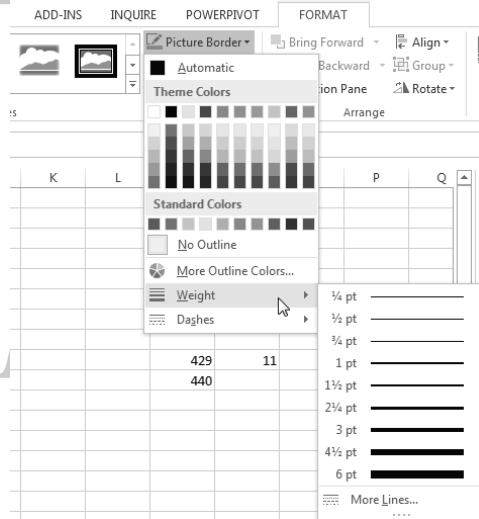 ADD-INS INQUIRE POWERPIVOT FORMAT
Picture Border Bring Forward Align
Automatic Backward Group
Theme Colors ion Pane Rotate
es Arrange
K L P Q
Standard Colors
No Outline
More Outline Colors...
Weight
Dashes
¼ pt
½ pt
¾ pt
429 11 1 pt
440 1½ pt
2¼ pt
3 pt
4½ pt
6 pt
More Lines...